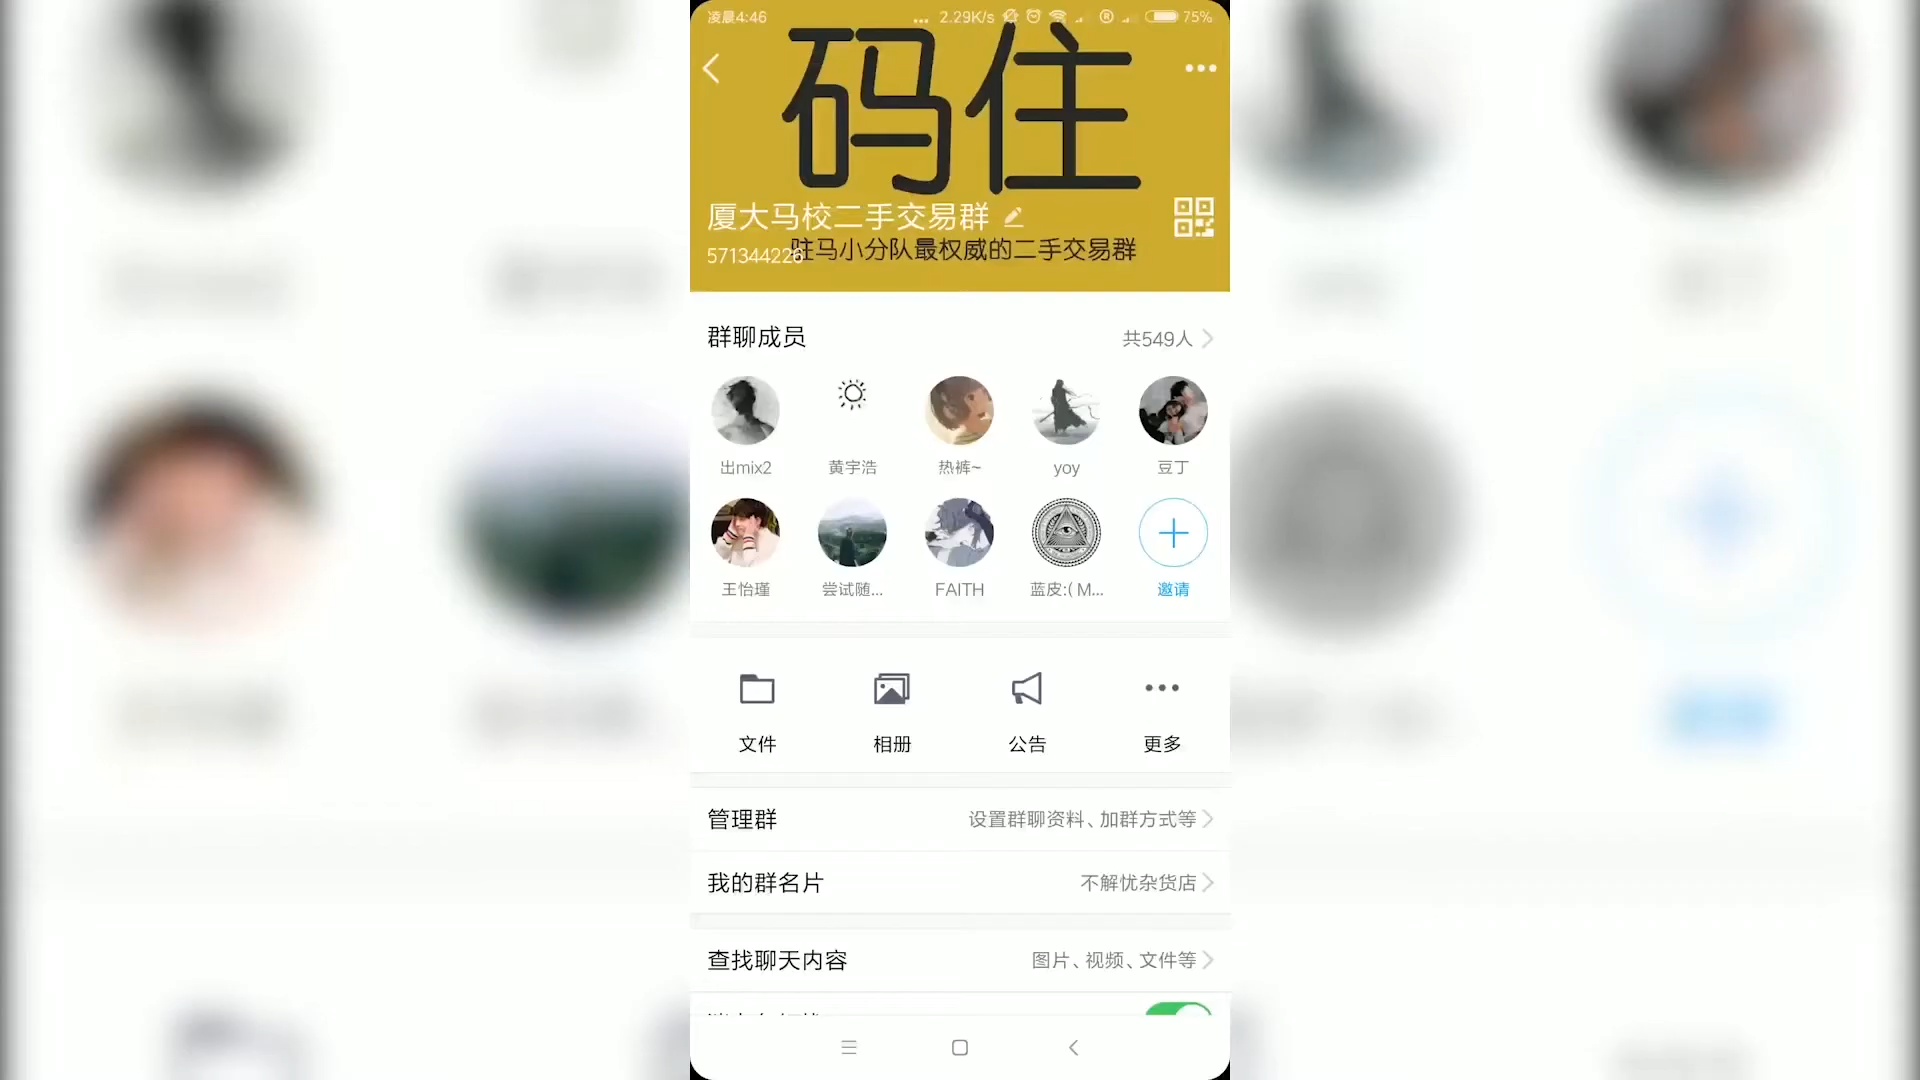 凌晨4:46
... 2.29K/s
75%
码住
厦大马校二手交易群
驻马小分队最权威的二手交易群
571344226
群聊成员
共549人
出mix2
黄宇浩
热裤~
yoy
豆丁
王怡瑾
尝试随...
FAITH
蓝皮:( M...
邀请
文件
相册
公告
更多
管理群
设置群聊资料、加群方式等
我的群名片
不解忧杂货店
查找聊天内容
图片、视频、文件等